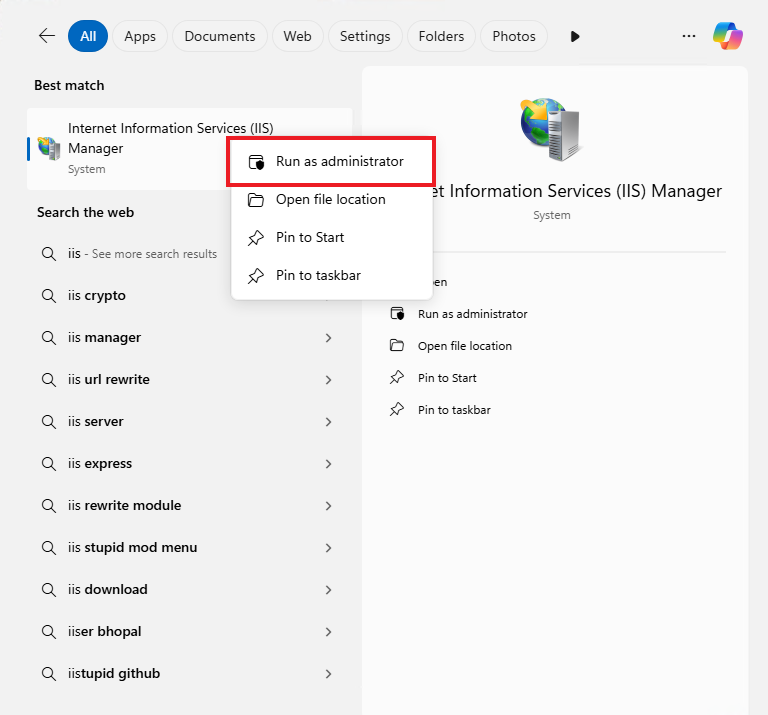 All
Apps
Documents
Web
Settings
Folders
Photos
Best match
Internet Information Services (IIS)
Manager
System
Run as administrator
Open file location
Pin to Start
Pin to taskbar
Search the web
iis - See more search results
iis crypto
iis manager
iis url rewrite
iis server
iis express
iis rewrite module
iis stupid mod menu
iis download
iiser bhopal
iistupid github
et Information Services (IIS) Manager
System
en
Run as administrator
Open file location
Pin to Start
Pin to taskbar